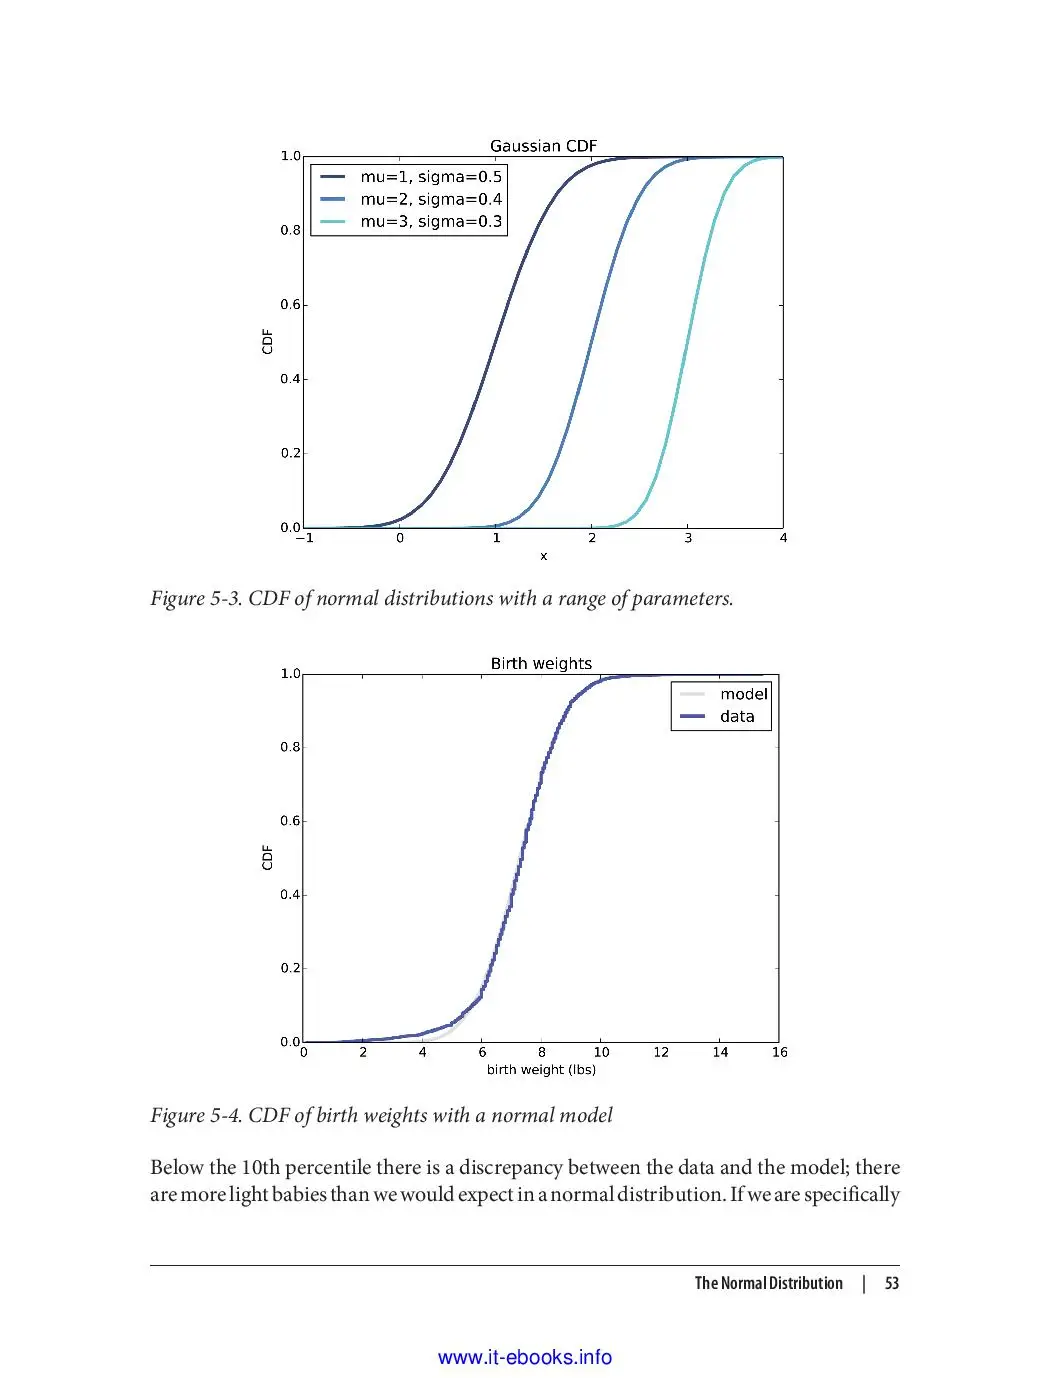 Gaussian CDF
1.0
0.8
0.6
0.4
0.2
0.0
CDF
mu=1, sigma=0.5
mu=2, sigma=0.4
mu=3, sigma=0.3
−1 0 1 2 3 4
x
Figure 5-3. CDF of normal distributions with a range of parameters.
Birth weights
1.0
0.8
0.6
0.4
0.2
0.0
CDF
model
data
0 2 4 6 8 10 12 14 16
birth weight (lbs)
Figure 5-4. CDF of birth weights with a normal model
Below the 10th percentile there is a discrepancy between the data and the model; there
are more light babies than we would expect in a normal distribution. If we are specifically
The Normal Distribution | 53
www.it-ebooks.info